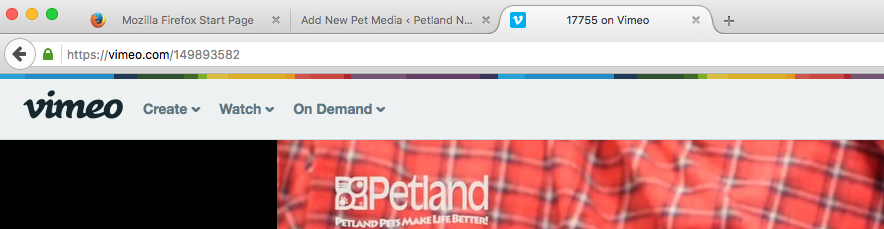 Mozilla Firefox Start Page
Add New Pet Media ‹ Petland N...
17755 on Vimeo
https://vimeo.com/149893582
vimeo
Create
Watch
On Demand
Petland
PETLAND PETS MAKE LIFE BETTER!